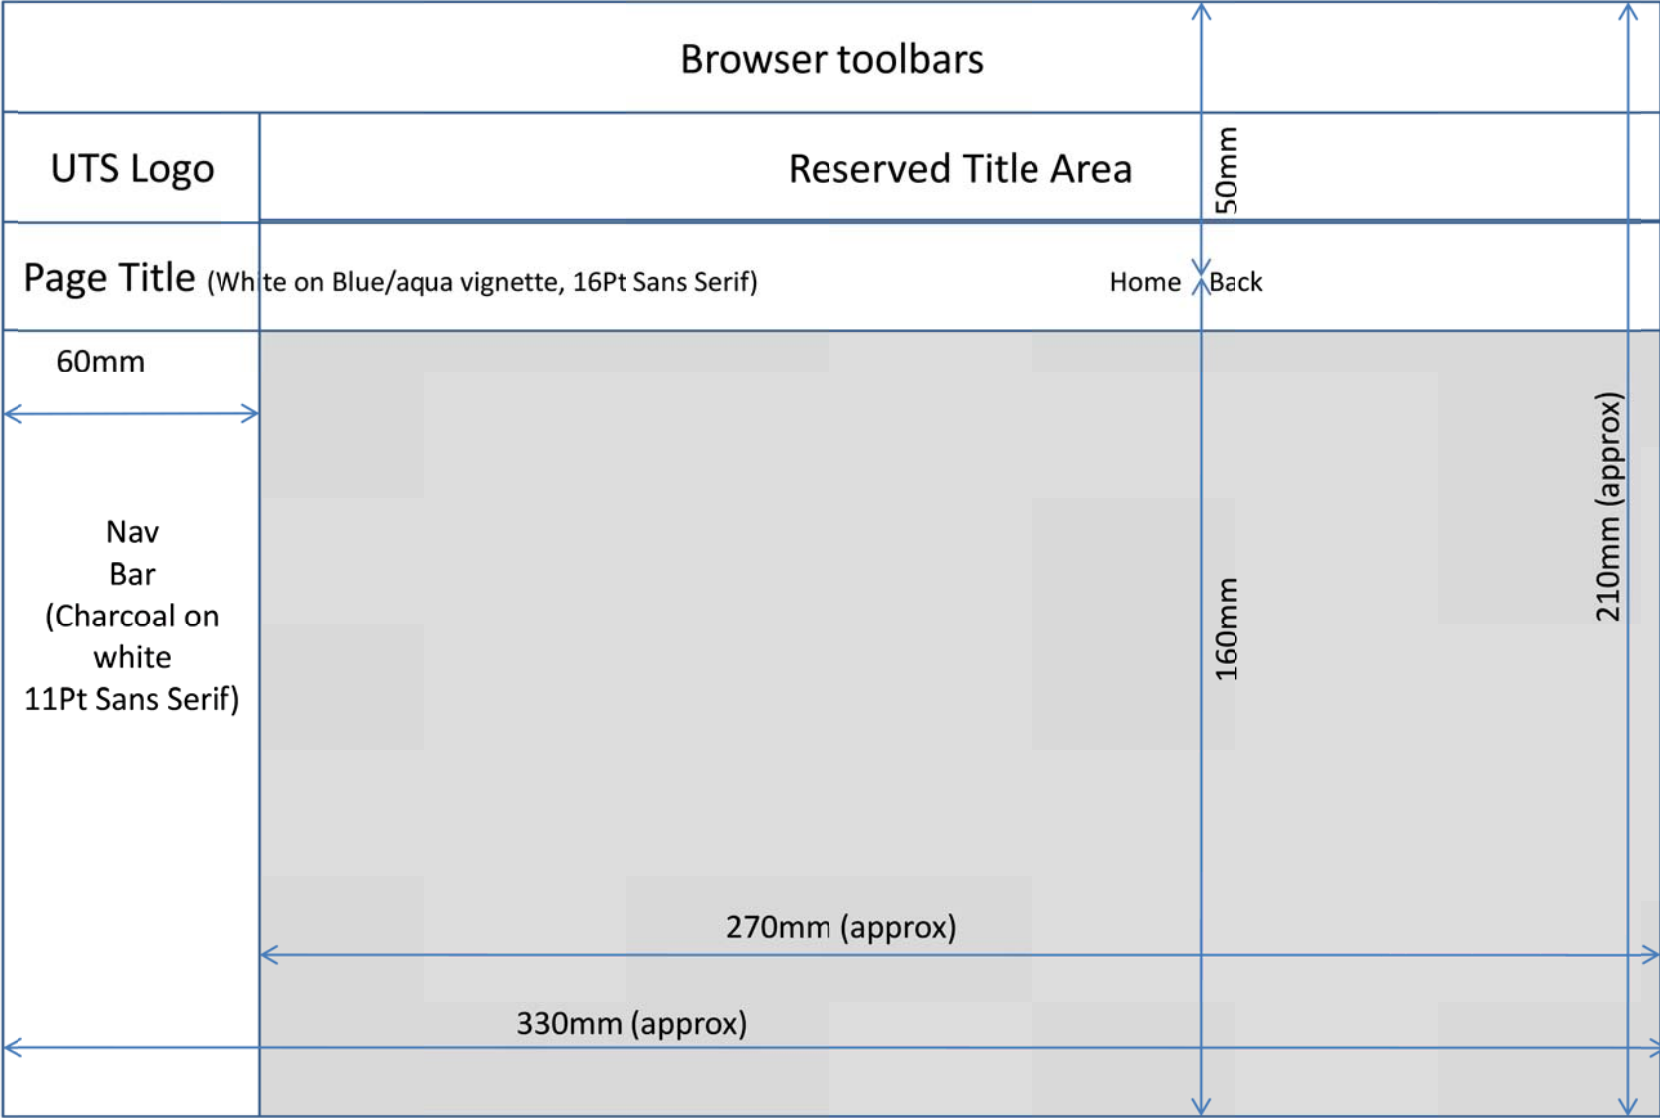 Browser toolbars
UTS Logo
Reserved Title Area
50mm
Page Title (White on Blue/aqua vignette, 16Pt Sans Serif)
Home
Back
60mm
210mm (approx)
Nav
Bar
(Charcoal on
white
11Pt Sans Serif)
160mm
270mm (approx)
330mm (approx)